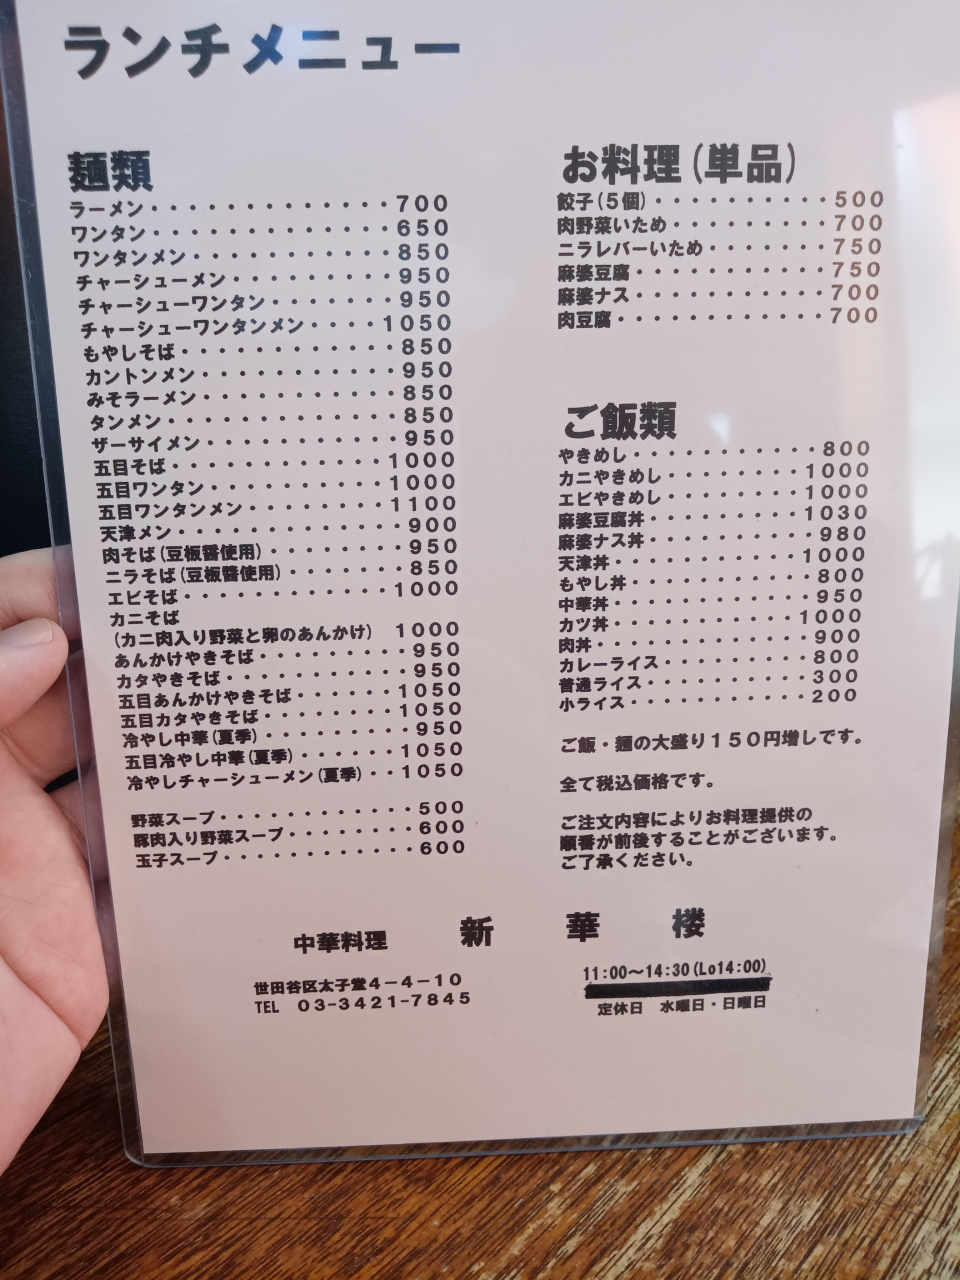 ランチメニュー
麺類
ラーメン・・・・・・・・・・・・・700
ワンタン・・・・・・・・・・・・・650
ワンタンメン・・・・・・・・・・・850
チャーシューメン・・・・・・・・・950
チャーシューワンタン・・・・・・・950
チャーシューワンタンメン・・・・1050
もやしそば・・・・・・・・・・・・850
カントンメン・・・・・・・・・・・950
みそラーメン・・・・・・・・・・・850
タンメン・・・・・・・・・・・・・850
ザーサイメン・・・・・・・・・・・950
五目そば・・・・・・・・・・・・1000
五目ワンタン・・・・・・・・・・1000
五目ワンタンメン・・・・・・・・1100
天津メン・・・・・・・・・・・・・900
肉そば(豆板醤使用)・・・・・・・・950
ニラそば(豆板醤使用)・・・・・・・850
エビそば・・・・・・・・・・・・1000
カニそば
(カニ肉入り野菜と卵のあんかけ) 1000
あんかけやきそば・・・・・・・・・950
カタやきそば・・・・・・・・・・・950
五目あんかけやきそば・・・・・・1050
五目カタやきそば・・・・・・・・1050
冷やし中華(夏季)・・・・・・・・・950
五目冷やし中華(夏季)・・・・・・1050
冷やしチャーシューメン(夏季)・・1050
野菜スープ・・・・・・・・・・・・500
豚肉入り野菜スープ・・・・・・・・600
玉子スープ・・・・・・・・・・・・600
お料理(単品)
餃子(5個)・・・・・・・・・・500
肉野菜いため・・・・・・・・・700
ニラレバーいため・・・・・・・750
麻婆豆腐・・・・・・・・・・・750
麻婆ナス・・・・・・・・・・・700
肉豆腐・・・・・・・・・・・・700
ご飯類
やきめし・・・・・・・・・・・800
カニやきめし・・・・・・・・1000
エビやきめし・・・・・・・・1000
麻婆豆腐丼・・・・・・・・・1030
麻婆ナス丼・・・・・・・・・・980
天津丼・・・・・・・・・・・1000
もやし丼・・・・・・・・・・・800
中華丼・・・・・・・・・・・・950
カツ丼・・・・・・・・・・・1000
肉丼・・・・・・・・・・・・・900
カレーライス・・・・・・・・・800
普通ライス・・・・・・・・・・300
小ライス・・・・・・・・・・・200
ご飯・麺の大盛り150円増しです。
全て税込価格です。
ご注文内容によりお料理提供の
順番が前後することがございます。
ご了承ください。
中華料理 新 華 楼
世田谷区太子堂4-4-10
TEL 03-3421-7845
11:00~14:30(Lo14:00)
定休日 水曜日・日曜日